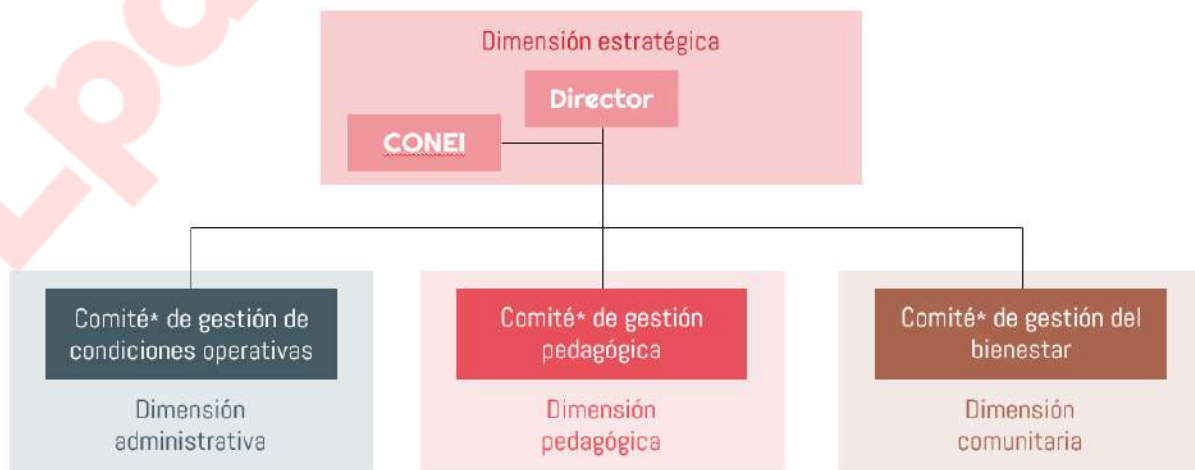 Dimensión estratégica
Director
CONEI
Comité* de gestión de
condiciones operativas
Dimensión
administrativa
Comité* de gestión
pedagógica
Dimensión
pedagógica
Comité* de gestión del
bienestar
Dimensión
comunitaria